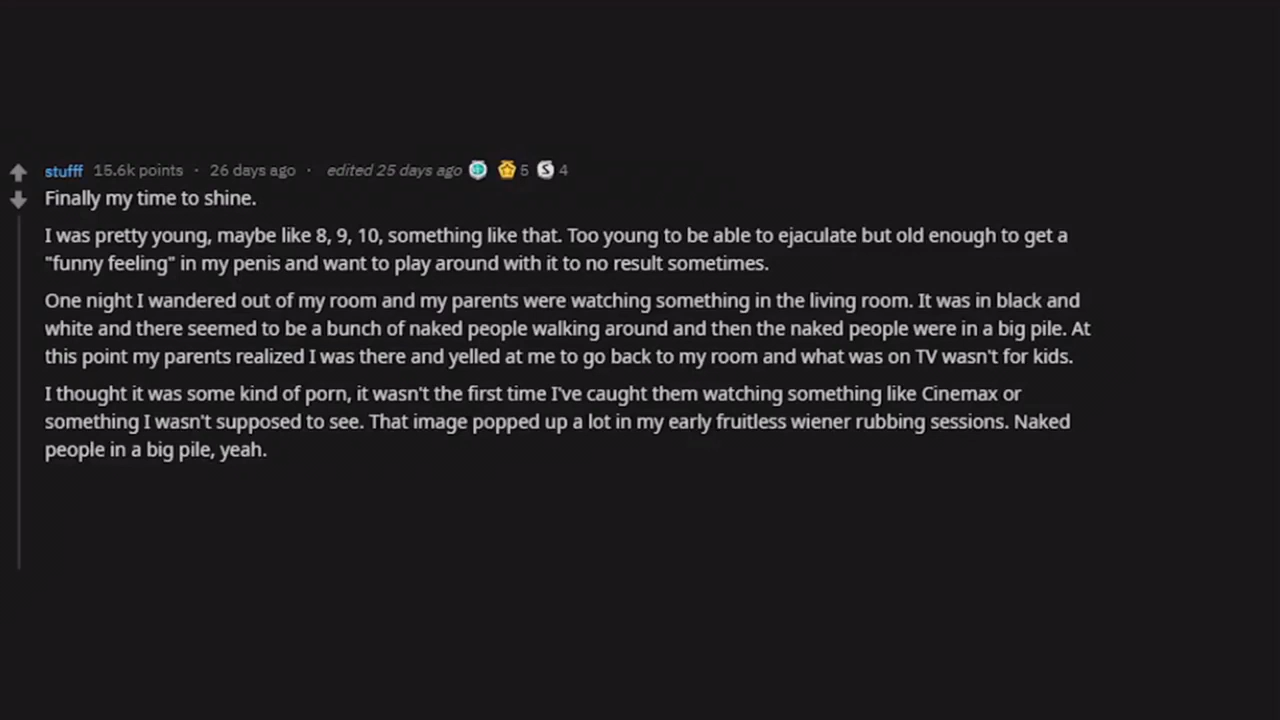 stufff 15.6k points · 26 days ago · edited 25 days ago 5 4
Finally my time to shine.
I was pretty young, maybe like 8, 9, 10, something like that. Too young to be able to ejaculate but old enough to get a
"funny feeling" in my penis and want to play around with it to no result sometimes.
One night I wandered out of my room and my parents were watching something in the living room. It was in black and
white and there seemed to be a bunch of naked people walking around and then the naked people were in a big pile. At
this point my parents realized I was there and yelled at me to go back to my room and what was on TV wasn't for kids.
I thought it was some kind of porn, it wasn't the first time I've caught them watching something like Cinemax or
something I wasn't supposed to see. That image popped up a lot in my early fruitless wiener rubbing sessions. Naked
people in a big pile, yeah.